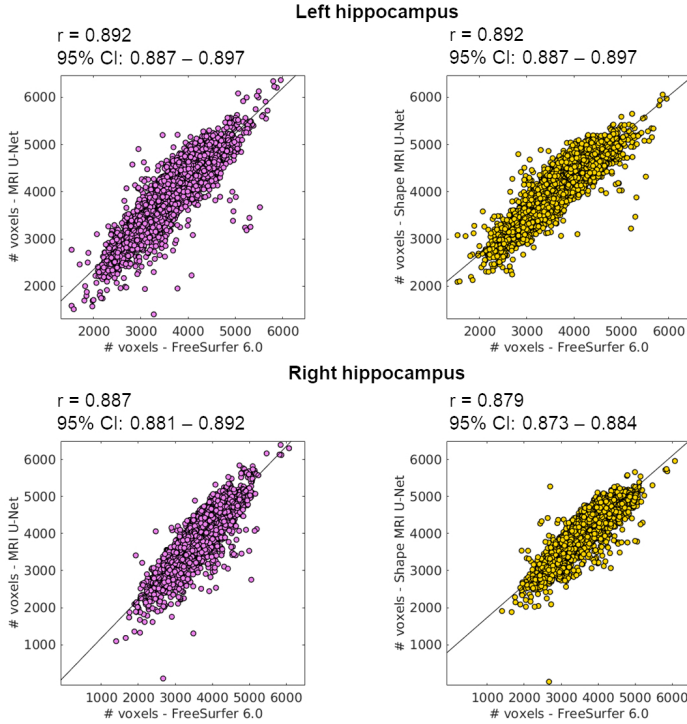 Left hippocampus
r = 0.892
95% CI: 0.887 – 0.897
r = 0.892
95% CI: 0.887 – 0.897
# voxels - MRI U-Net
6000
5000
4000
3000
2000
2000 3000 4000 5000 6000
# voxels - FreeSurfer 6.0
# voxels - Shape MRI U-Net
6000
5000
4000
3000
2000
2000 3000 4000 5000 6000
# voxels - FreeSurfer 6.0
Right hippocampus
r = 0.887
95% CI: 0.881 – 0.892
r = 0.879
95% CI: 0.873 – 0.884
# voxels - MRI U-Net
6000
5000
4000
3000
2000
1000
1000 2000 3000 4000 5000 6000
# voxels - FreeSurfer 6.0
# voxels - Shape MRI U-Net
6000
5000
4000
3000
2000
1000
1000 2000 3000 4000 5000 6000
# voxels - FreeSurfer 6.0